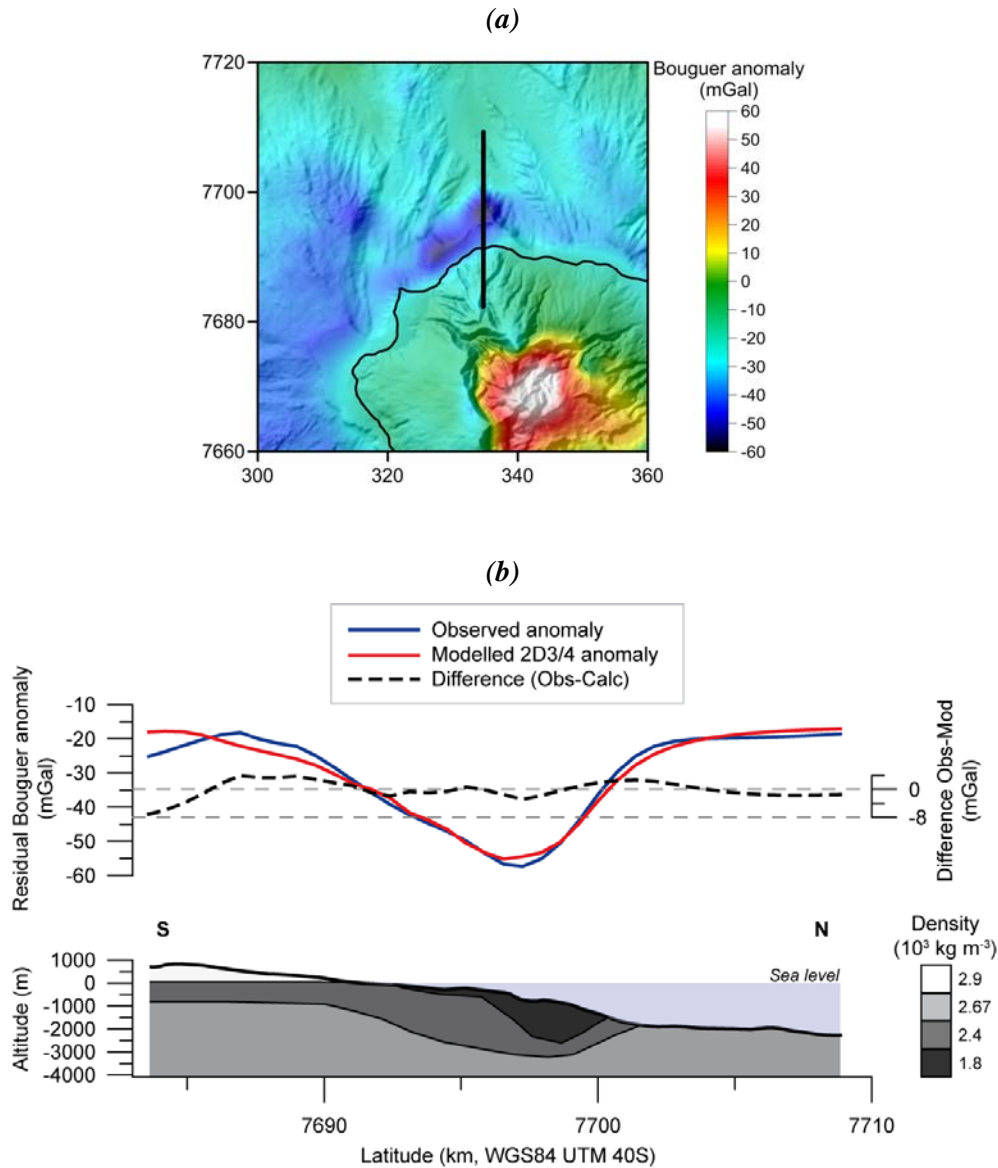 (a)
Bouguer anomaly
(mGal)
7720
7700
7680
7660
300
320
340
360
60
50
40
30
20
10
0
-10
-20
-30
-40
-50
-60
(b)
Observed anomaly
Modelled 2D3/4 anomaly
Difference (Obs-Calc)
Residual Bouguer anomaly
(mGal)
-10
-20
-30
-40
-50
-60
0
-8
Difference Obs-Mod
(mGal)
S
N
Altitude (m)
1000
0
-1000
-2000
-3000
-4000
Sea level
Density
(10³ kg m⁻³)
2.9
2.67
2.4
1.8
7690
7700
7710
Latitude (km, WGS84 UTM 40S)